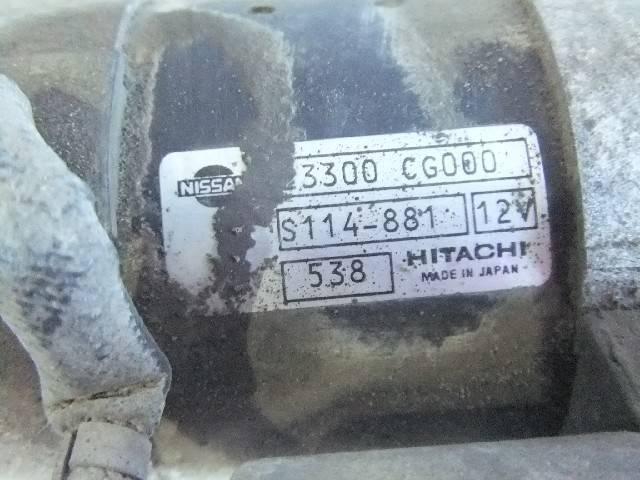 NISSAN
3300 CG000
S114-881 12V
538 HITACHI
MADE IN JAPAN